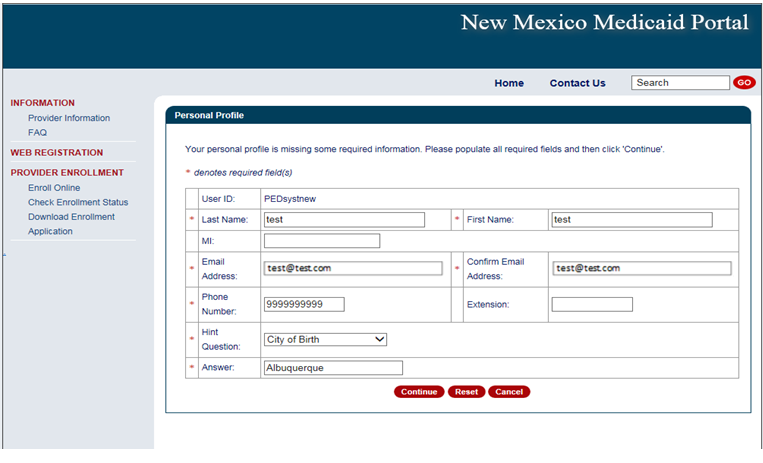 New Mexico Medicaid Portal
Home Contact Us Search GO
INFORMATION
Provider Information
FAQ
WEB REGISTRATION
PROVIDER ENROLLMENT
Enroll Online
Check Enrollment Status
Download Enrollment
Application
Personal Profile
Your personal profile is missing some required information. Please populate all required fields and then click 'Continue'.
* denotes required field(s)
User ID: PEDsystnew
* Last Name: test * First Name: test
MI:
* Email Address: test@test.com * Confirm Email Address: test@test.com
* Phone Number: 9999999999 Extension:
* Hint Question: City of Birth
* Answer: Albuquerque
Continue Reset Cancel